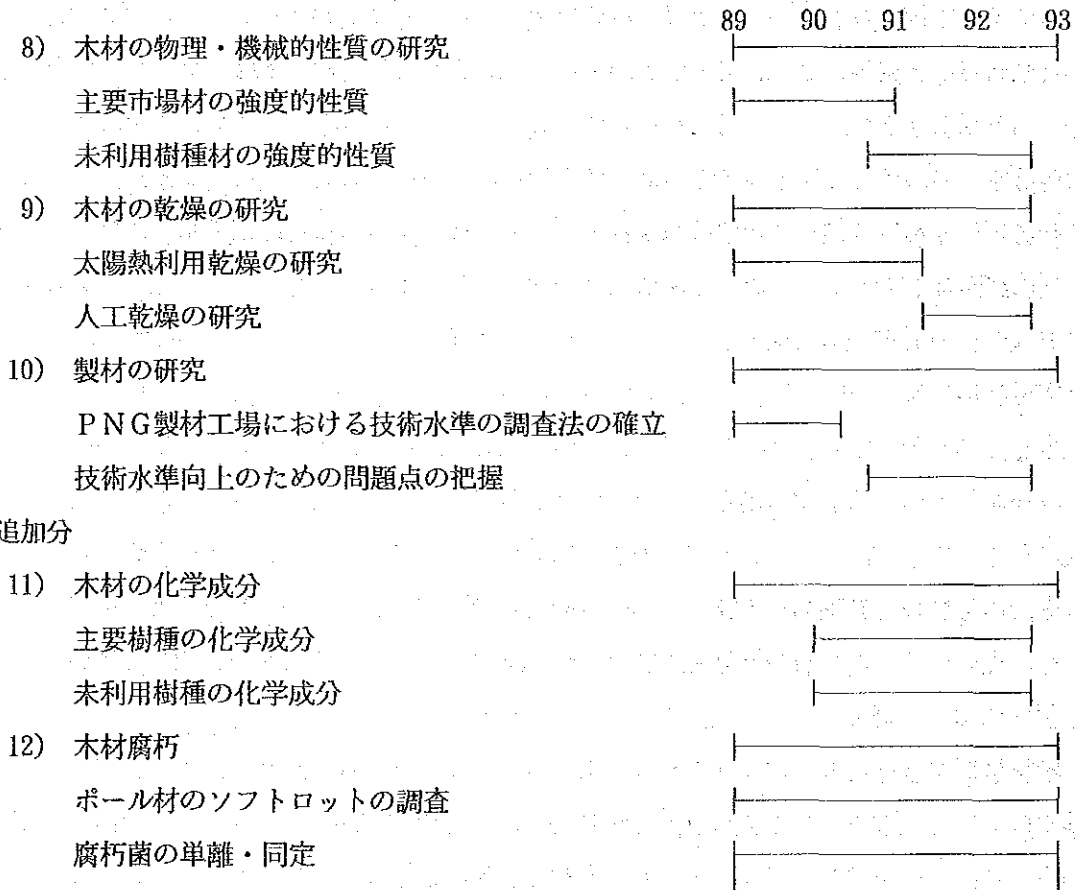 89 90 91 92 93
8) 木材の物理・機械的性質の研究
主要市場材の強度的性質
未利用樹種材の強度的性質
9) 木材の乾燥の研究
太陽熱利用乾燥の研究
人工乾燥の研究
10) 製材の研究
PNG製材工場における技術水準の調査法の確立
技術水準向上のための問題点の把握
追加分
11) 木材の化学成分
主要樹種の化学成分
未利用樹種の化学成分
12) 木材腐朽
ポール材のソフトロットの調査
腐朽菌の単離・同定